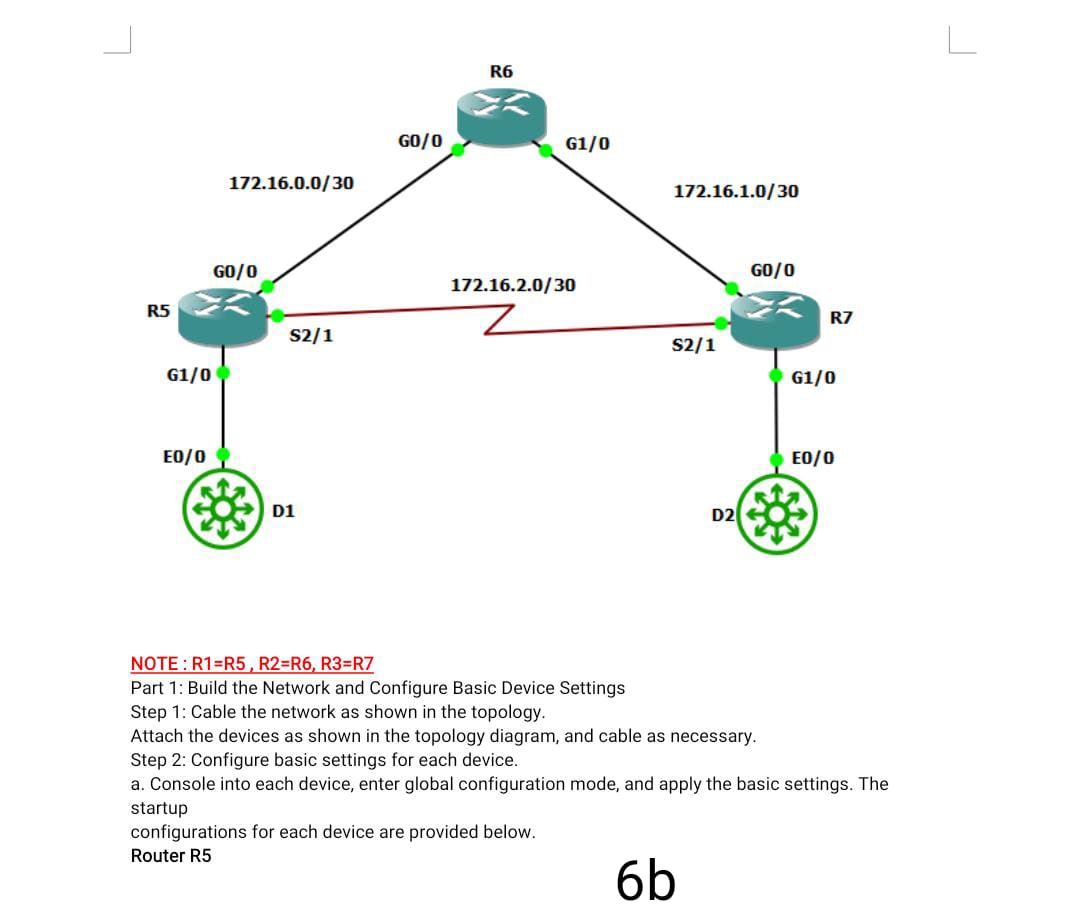 R6
G0/0
G1/0
172.16.0.0/30
172.16.1.0/30
G0/0
G0/0
172.16.2.0/30
R5
R7
S2/1
S2/1
G1/0
G1/0
E0/0
E0/0
D1
D2
NOTE : R1=R5 , R2=R6, R3=R7
Part 1: Build the Network and Configure Basic Device Settings
Step 1: Cable the network as shown in the topology.
Attach the devices as shown in the topology diagram, and cable as necessary.
Step 2: Configure basic settings for each device.
a. Console into each device, enter global configuration mode, and apply the basic settings. The
startup
configurations for each device are provided below.
Router R5
6b